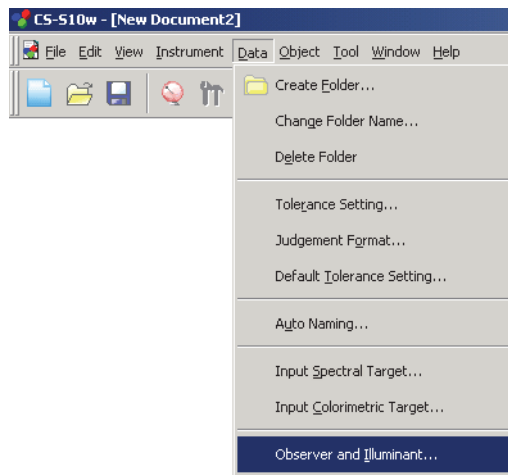 CS-S10w - [New Document2]
File Edit View Instrument Data Object Tool Window Help
Create Folder...
Change Folder Name...
Delete Folder
Tolerance Setting...
Judgement Format...
Default Tolerance Setting...
Auto Naming...
Input Spectral Target...
Input Colorimetric Target...
Observer and Illuminant...